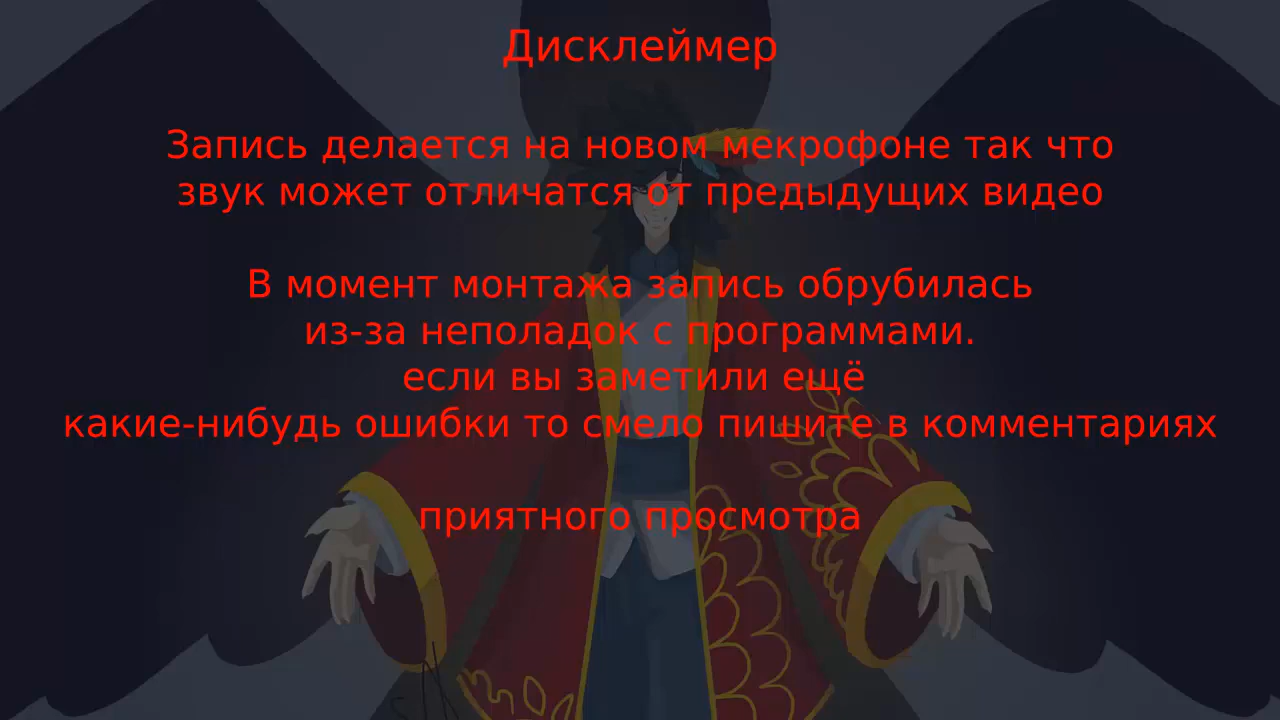 Дисклеймер
Запись делается на новом мекрофоне так что
звук может отличатся от предыдущих видео
В момент монтажа запись обрубилась
из-за неполадок с программами.
если вы заметили ещё
какие-нибудь ошибки то смело пишите в комментариях
приятного просмотра